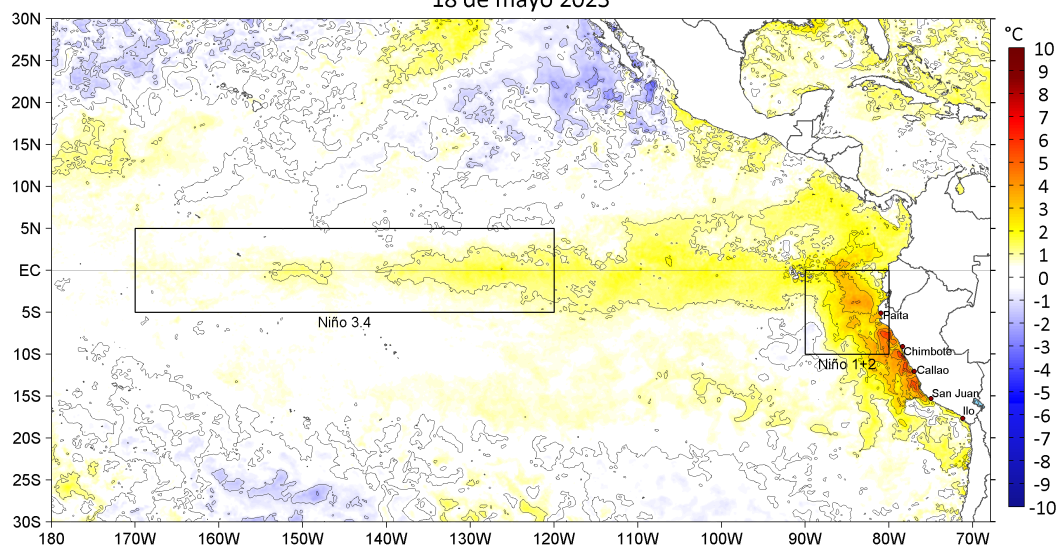 18 de mayo 2023
30N
25N
20N
15N
10N
5N
EC
5S
10S
15S
20S
25S
30S
180
170W
160W
150W
140W
130W
120W
110W
100W
90W
80W
70W
Niño 3.4
Niño 1+2
Paita
Chimbote
Callao
San Juan
Ilo
°C
10
9
8
7
6
5
4
3
2
1
0
-1
-2
-3
-4
-5
-6
-7
-8
-9
-10